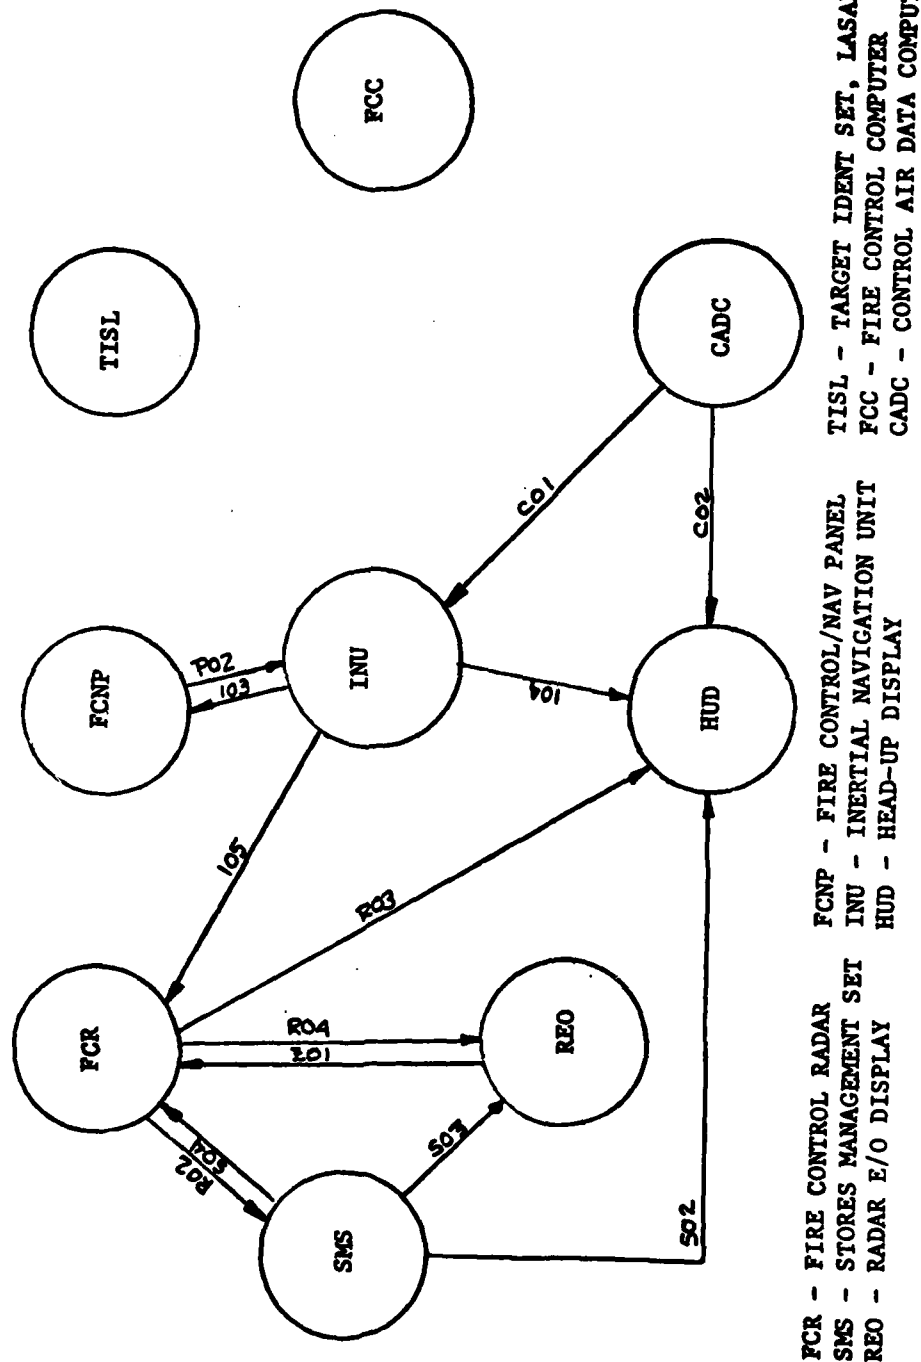 FCR
FCNP
TISL
I05
P02
I03
R02
S04
R04
E01
R03
SMS
INU
FCC
S03
C01
I04
REO
S02
HUD
C02
CADC
FCR - FIRE CONTROL RADAR
SMS - STORES MANAGEMENT SET
REO - RADAR E/O DISPLAY
FCNP - FIRE CONTROL/NAV PANEL
INU - INERTIAL NAVIGATION UNIT
HUD - HEAD-UP DISPLAY
TISL - TARGET IDENT SET, LASA
FCC - FIRE CONTROL COMPUTER
CADC - CONTROL AIR DATA COMPUT